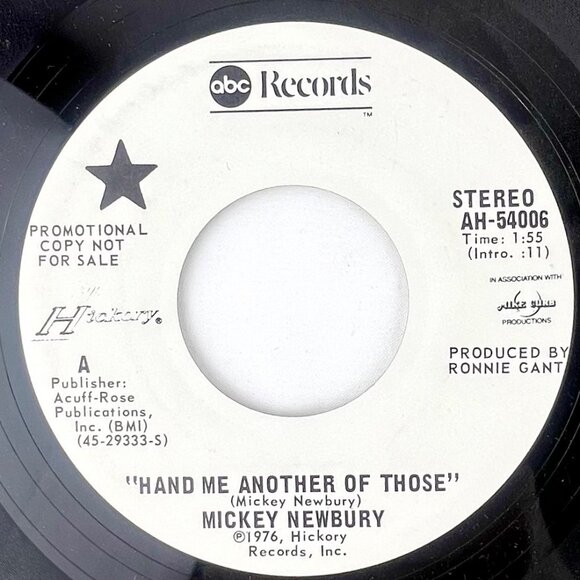 abc Records
TM
STEREO
AH-54006
Time: 1:55
(Intro. :11)
PROMOTIONAL
COPY NOT
FOR SALE
IN ASSOCIATION WITH
MIKE CURB
PRODUCTIONS
Hickory®
PRODUCED BY
RONNIE GANT
A
Publisher:
Acuff-Rose
Publications,
Inc. (BMI)
(45-29333-S)
"HAND ME ANOTHER OF THOSE"
(Mickey Newbury)
MICKEY NEWBURY
℗1976, Hickory
Records, Inc.